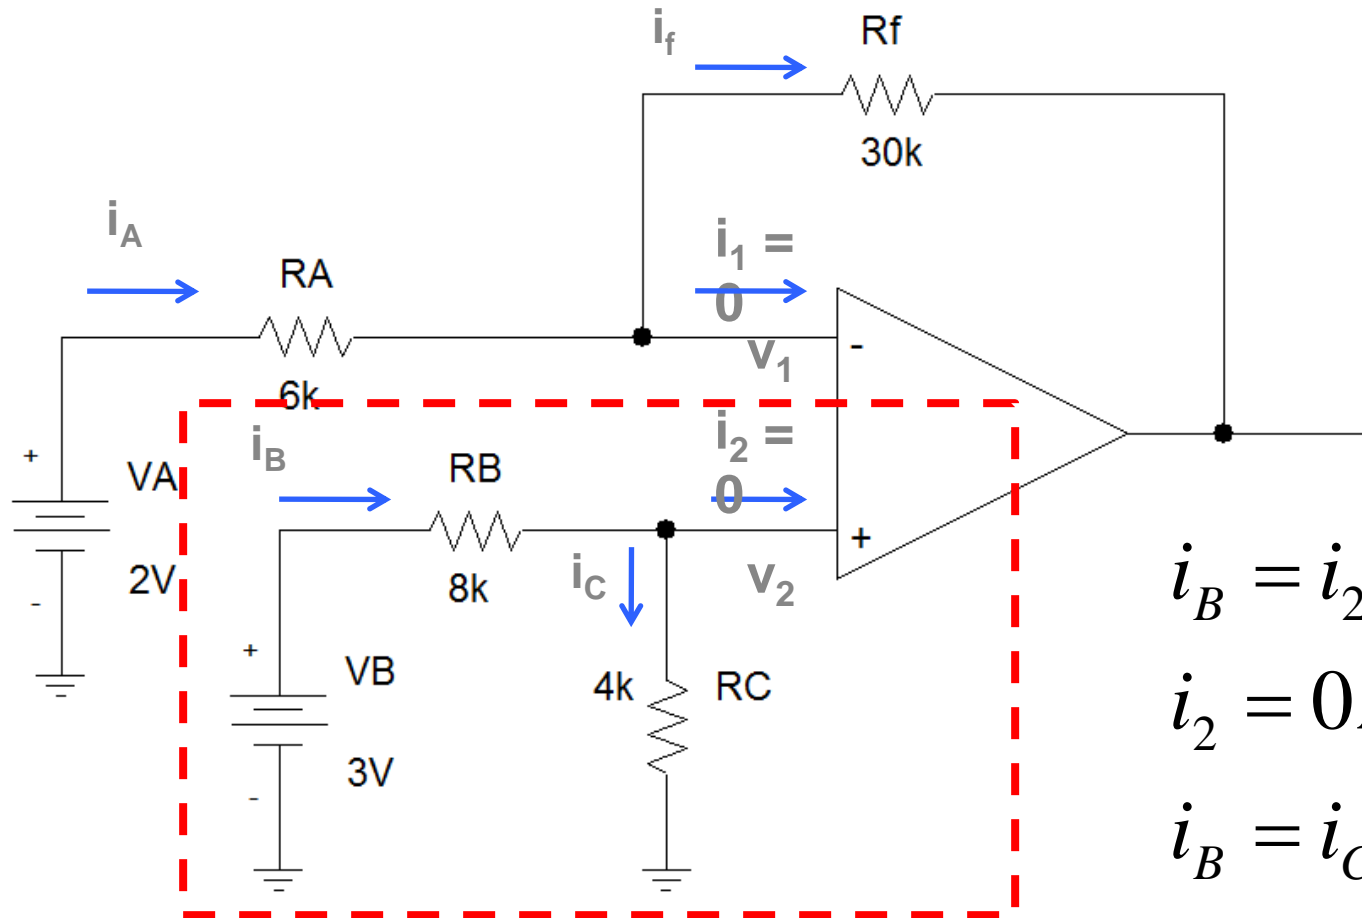 i_f
Rf
30k
i_A
RA
6k
i_1 =
0
v_1
-
+
VA
2V
-
i_B
RB
8k
i_2 =
0
+
v_2
i_C
4k
RC
+
VB
3V
-
i_B = i_2
i_2 = 0
i_B = i_C